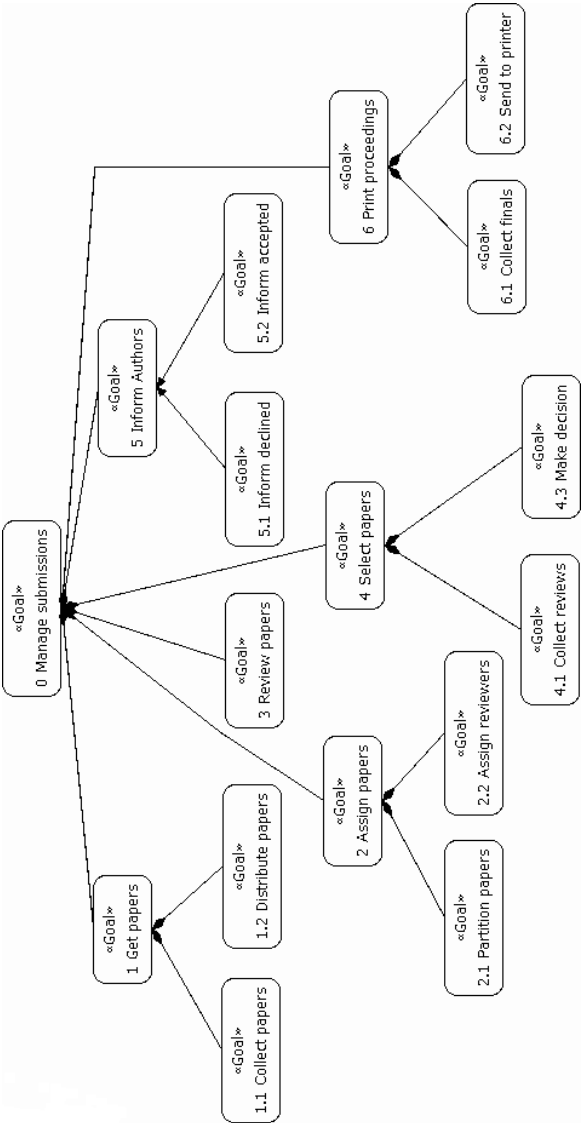 «Goal»
0 Manage submissions
«Goal»
1 Get papers
«Goal»
5 Inform Authors
«Goal»
1.1 Collect papers
«Goal»
1.2 Distribute papers
«Goal»
3 Review papers
«Goal»
5.1 Inform declined
«Goal»
5.2 Inform accepted
«Goal»
2 Assign papers
«Goal»
4 Select papers
«Goal»
6 Print proceedings
«Goal»
2.1 Partition papers
«Goal»
2.2 Assign reviewers
«Goal»
4.1 Collect reviews
«Goal»
4.3 Make decision
«Goal»
6.1 Collect finals
«Goal»
6.2 Send to printer